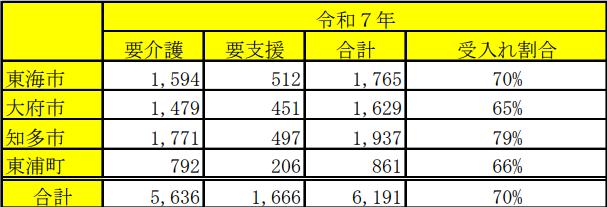 令和７年
要介護 要支援 合計 受入れ割合
東海市 1,594 512 1,765 70%
大府市 1,479 451 1,629 65%
知多市 1,771 497 1,937 79%
東浦町 792 206 861 66%
合計 5,636 1,666 6,191 70%